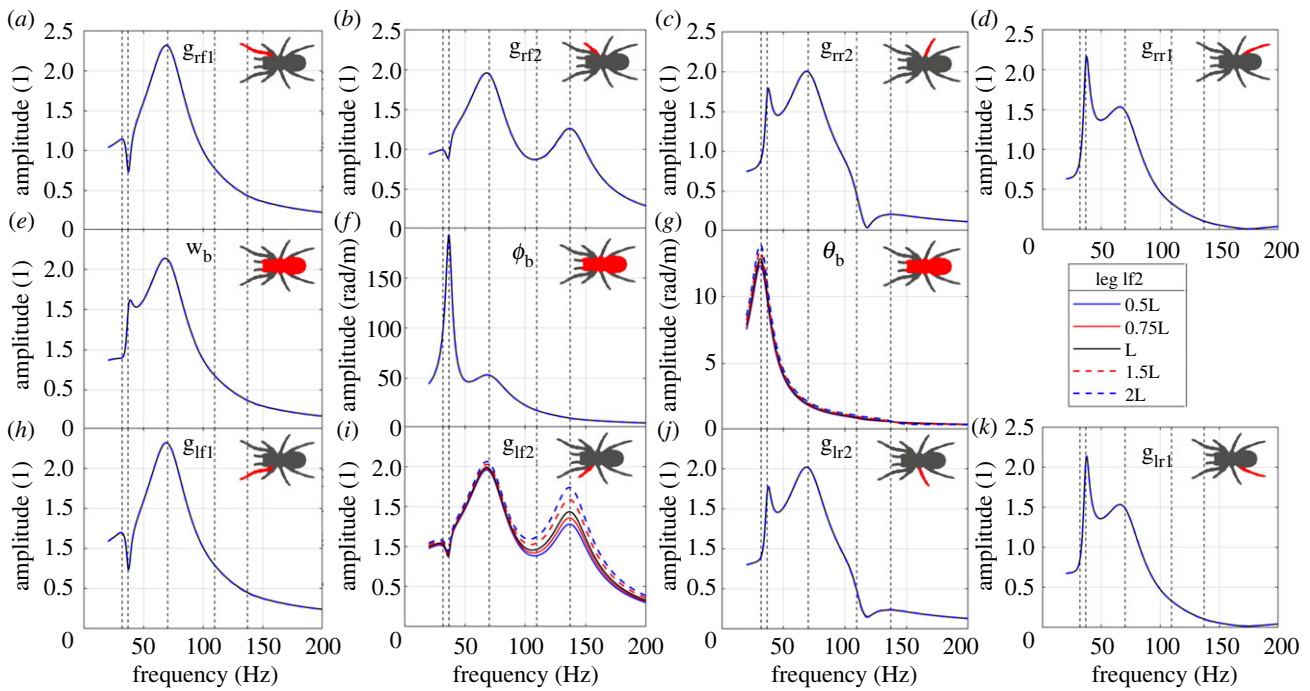 (a) (b) (c) (d)
2.5 g_rf1 2.0 1.5 1.0 0.5 0 amplitude (1)
2.5 g_rf2 2.0 1.5 1.0 0.5 0 amplitude (1)
2.5 g_rr2 2.0 1.5 1.0 0.5 0 amplitude (1)
2.5 g_rr1 2.0 1.5 1.0 0.5 0 amplitude (1)
50 100 150 200
(e) (f) (g)
w_b 2.0 1.5 1.5 0.5 0 amplitude (1)
ϕ_b 150 100 50 0 amplitude (rad/m)
θ_b 10 5 0 amplitude (rad/m)
leg lf2
0.5L
0.75L
L
1.5L
2L
(h) (i) (j) (k)
g_lf1 2.0 1.5 0.5 0 amplitude (1)
0 50 100 150 200
frequency (Hz)
g_lf2 2.0 1.5 0.5 0 amplitude (1)
0 50 100 150 200
frequency (Hz)
g_lr2 2.0 1.5 0.5 0 amplitude (1)
0 50 100 150 200
frequency (Hz)
2.5 g_lr1 2.0 1.5 1.0 0.5 0 amplitude (1)
50 100 150 200
frequency (Hz)